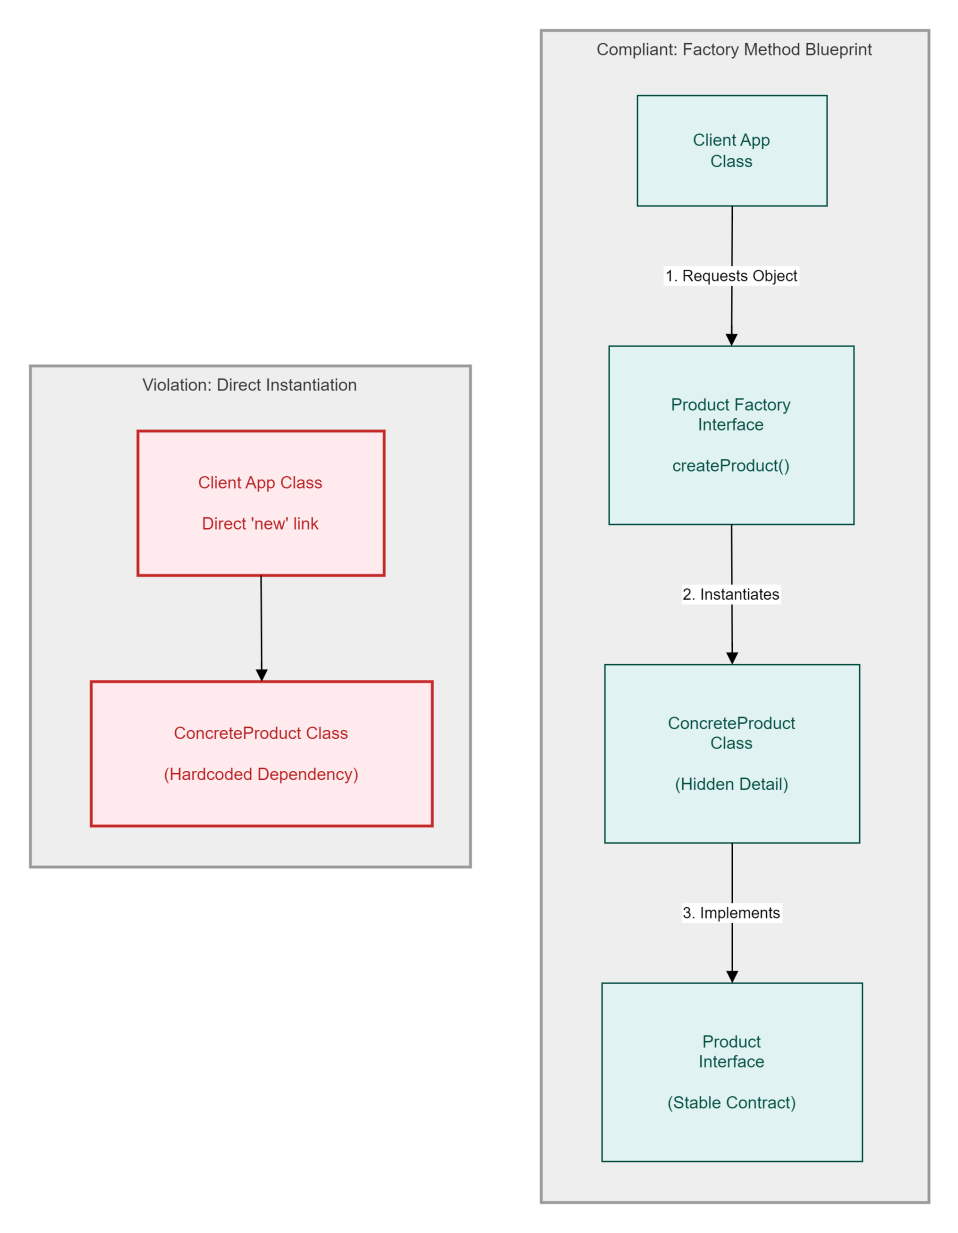 Compliant: Factory Method Blueprint
Client App
Class
1. Requests Object
Product Factory
Interface
createProduct()
2. Instantiates
ConcreteProduct
Class
(Hidden Detail)
3. Implements
Product
Interface
(Stable Contract)
Violation: Direct Instantiation
Client App Class
Direct 'new' link
ConcreteProduct Class
(Hardcoded Dependency)